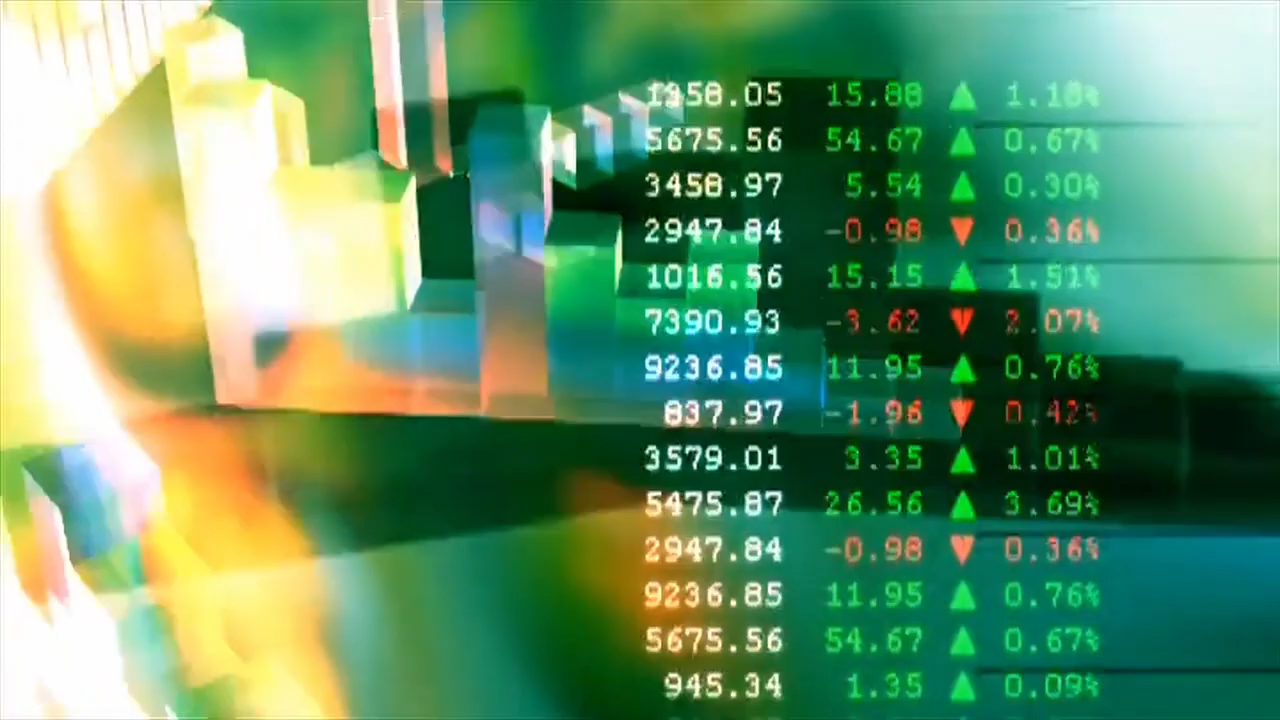 1358.05 15.88 ▲ 1.18%
5675.56 54.67 ▲ 0.67%
3458.97 5.54 ▲ 0.30%
2947.84 -0.98 ▼ 0.36%
1016.56 15.15 ▲ 1.51%
7390.93 -3.62 ▼ 2.07%
9236.85 11.95 ▲ 0.76%
837.97 -1.96 ▼ 0.42%
3579.01 3.35 ▲ 1.01%
5475.87 26.56 ▲ 3.69%
2947.84 -0.98 ▼ 0.36%
9236.85 11.95 ▲ 0.76%
5675.56 54.67 ▲ 0.67%
945.34 1.35 ▲ 0.09%